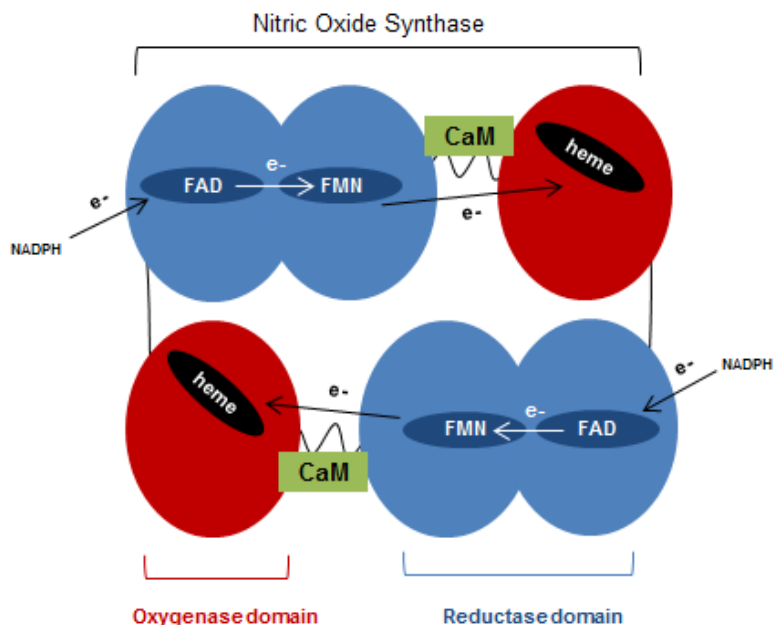 Nitric Oxide Synthase
CaM
heme
FAD
e-
FMN
e-
e-
NADPH
heme
e-
e-
NADPH
FMN
e-
FAD
CaM
Oxygenase domain
Reductase domain